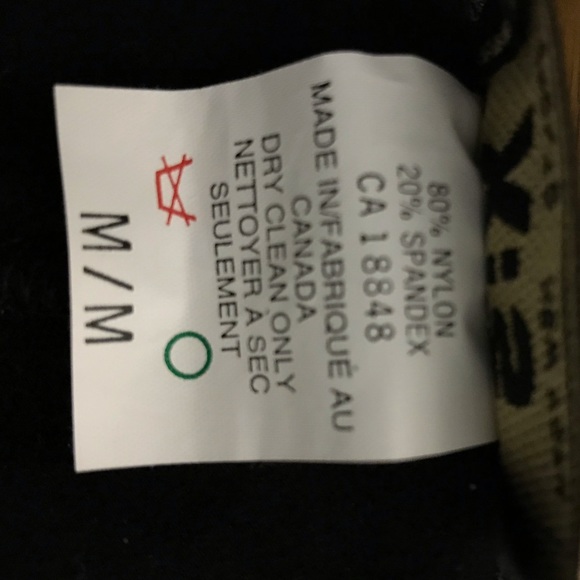 80% NYLON
20% SPANDEX
CA 18848
MADE IN/FABRIQUÉ AU
CANADA
DRY CLEAN ONLY
NETTOYER À SEC
SEULEMENT
M/M